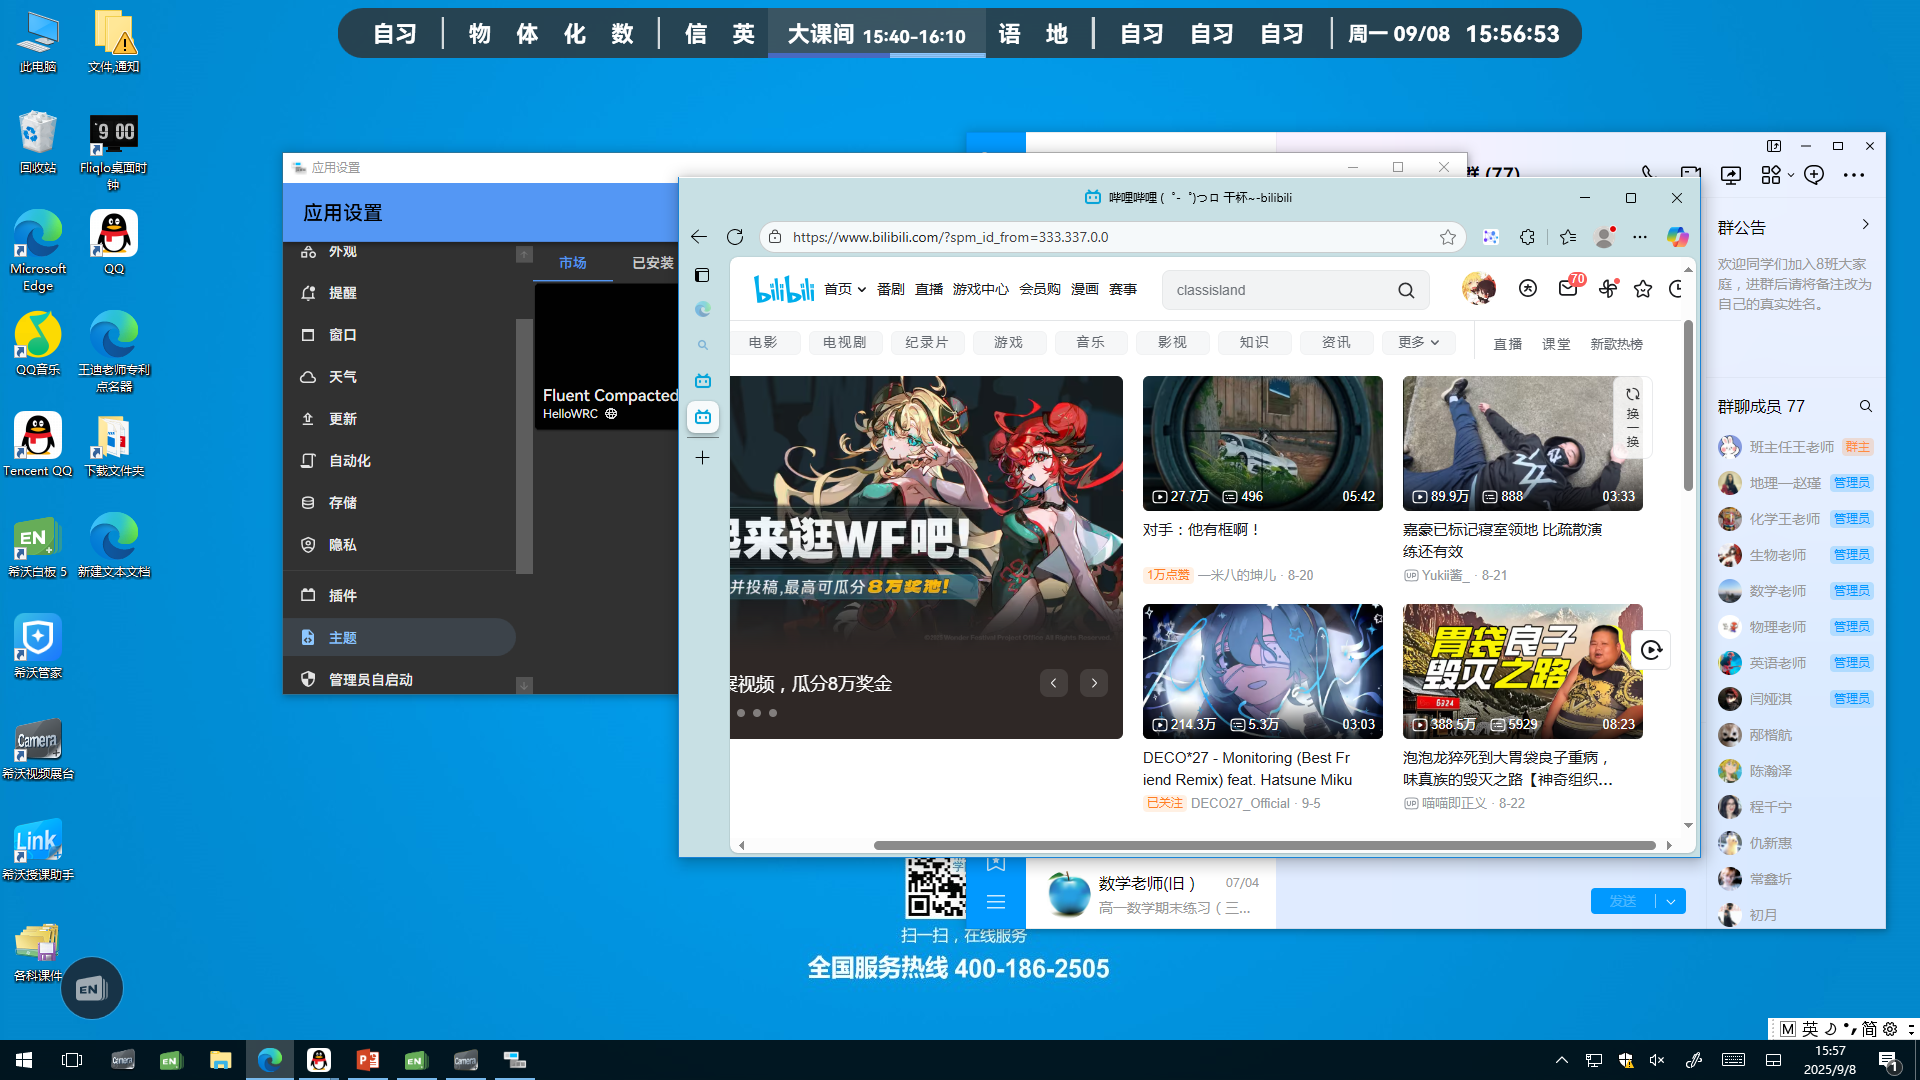 自习 物 体 化 数 信 英 大课间 15:40-16:10 语 地 自习 自习 自习 周一 09/08 15:56:53
此电脑
文件,通知
回收站
Fliqlo桌面时钟
Microsoft Edge
QQ
QQ音乐
王迪老师专利点名器
Tencent QQ
下载文件夹
希沃白板 5
新建文本文档
希沃管家
希沃视频展台
希沃授课助手
各科课件
应用设置
应用设置
外观
提醒
窗口
天气
更新
自动化
存储
隐私
插件
主题
管理员自启动
市场 已安装
Fluent Compacted
HelloWRC
哔哩哔哩 (゜-゜)つロ 干杯~-bilibili
https://www.bilibili.com/?spm_id_from=333.337.0.0
bilibili 首页 番剧 直播 游戏中心 会员购 漫画 赛事
classisland
70
电影 电视剧 纪录片 游戏 音乐 影视 知识 资讯 更多
直播 课堂 新歌热榜
起来逛WF吧!
并投稿,最高可瓜分8万奖池!
展视频，瓜分8万奖金
27.7万 496 05:42
对手：他有框啊！
1万点赞 一米八的坤儿 · 8-20
89.9万 888 03:33
嘉豪已标记寝室领地 比疏散演
练还有效
Yukii酱_ · 8-21
换一换
214.3万 5.3万 03:03
DECO*27 - Monitoring (Best Fr
iend Remix) feat. Hatsune Miku
已关注 DECO27_Official · 9-5
胃袋良子
毁灭之路
G324
388.5万 5929 08:23
泡泡龙猝死到大胃袋良子重病，
味真族的毁灭之路【神奇组织...
喵喵即正义 · 8-22
群 (77)
群公告
欢迎同学们加入8班大家
庭，进群后请将备注改为
自己的真实姓名。
群聊成员 77
班主任王老师 群主
地理—赵瑾 管理员
化学王老师 管理员
生物老师 管理员
数学老师 管理员
物理老师 管理员
英语老师 管理员
闫娅淇 管理员
邴楷航
陈瀚泽
程千宁
仇新惠
常鑫圻
初月
数学老师(旧 ) 07/04
高一数学期末练习（三...
发送
扫一扫，在线服务
全国服务热线 400-186-2505
M 英 简
15:57
2025/9/8
1